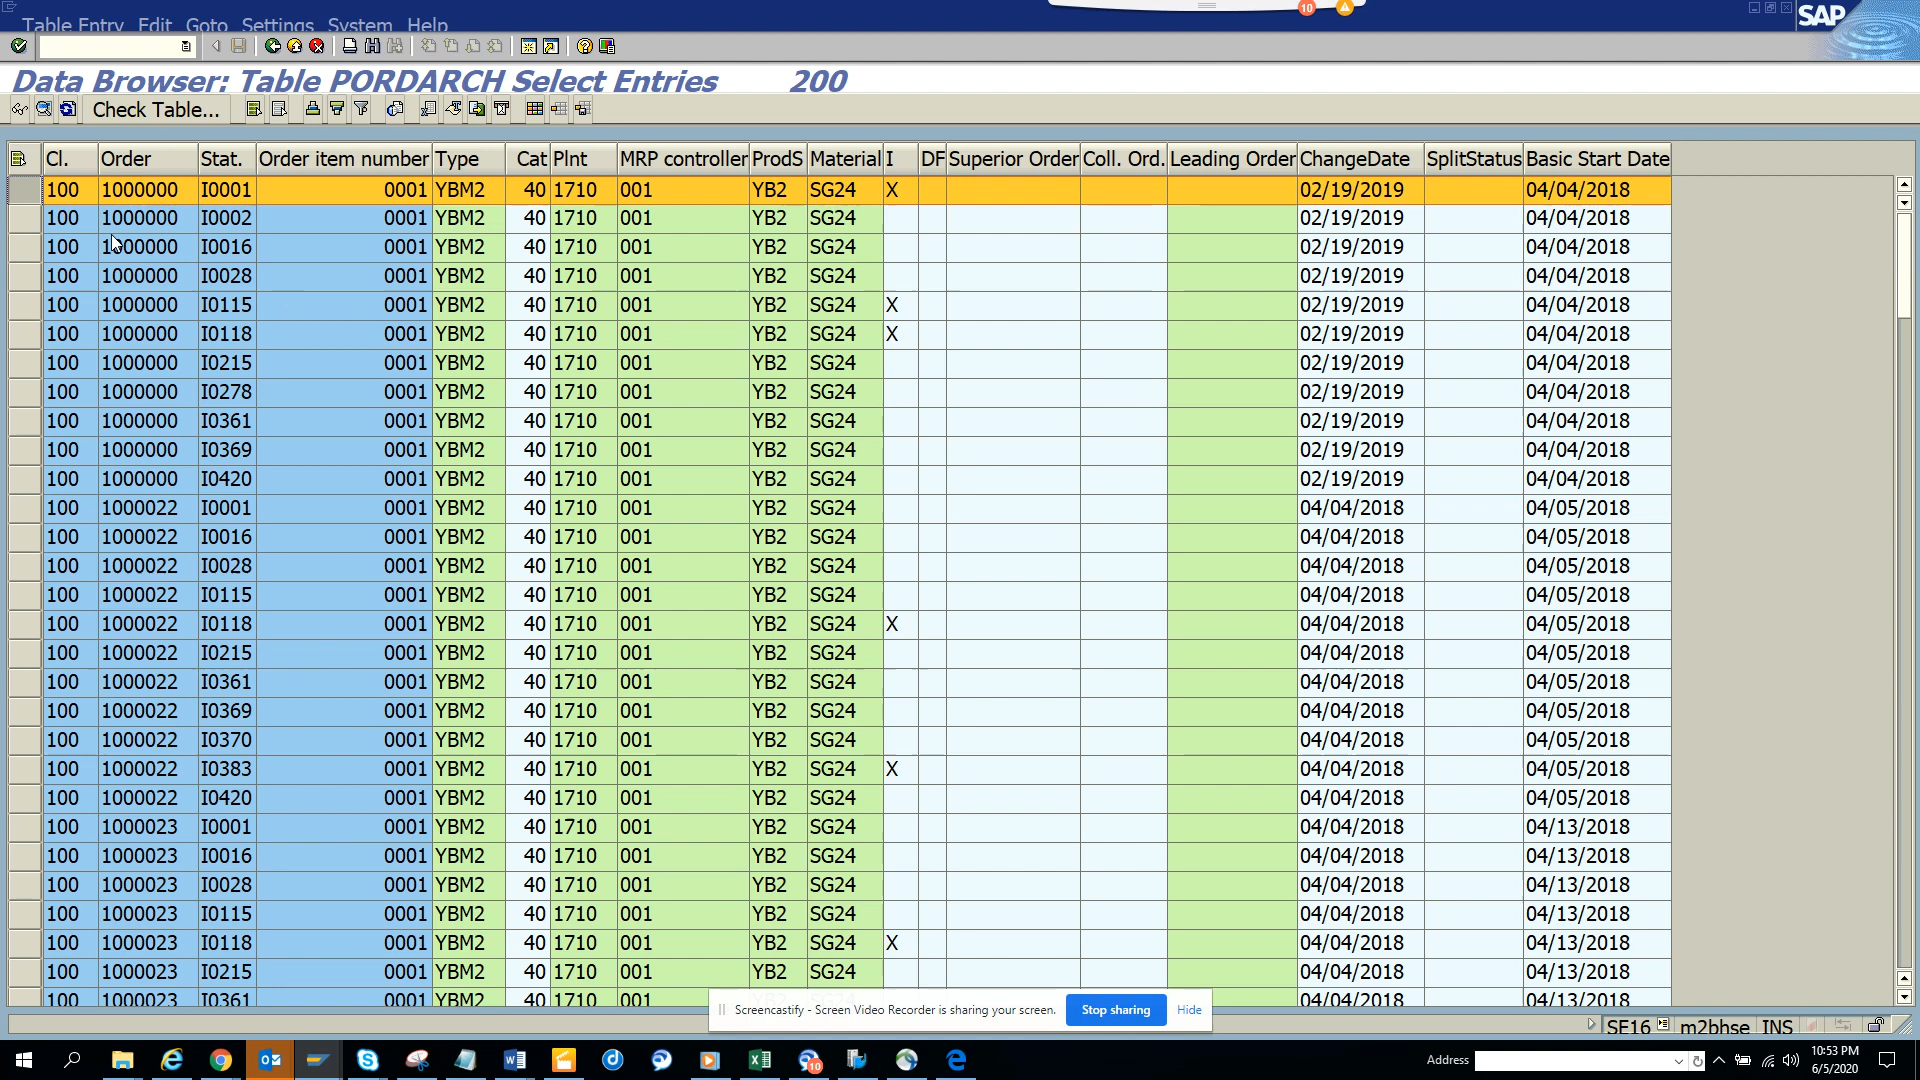 Table Entry Edit Goto Settings System Help
10
SAP
Data Browser: Table PORDARCH Select Entries 200
Check Table...
Cl. Order Stat. Order item number Type Cat Plnt MRP controller ProdS Material I DF Superior Order Coll. Ord. Leading Order ChangeDate SplitStatus Basic Start Date
100 1000000 I0001 0001 YBM2 40 1710 001 YB2 SG24 X 02/19/2019 04/04/2018
100 1000000 I0002 0001 YBM2 40 1710 001 YB2 SG24 02/19/2019 04/04/2018
100 1000000 I0016 0001 YBM2 40 1710 001 YB2 SG24 02/19/2019 04/04/2018
100 1000000 I0028 0001 YBM2 40 1710 001 YB2 SG24 02/19/2019 04/04/2018
100 1000000 I0115 0001 YBM2 40 1710 001 YB2 SG24 X 02/19/2019 04/04/2018
100 1000000 I0118 0001 YBM2 40 1710 001 YB2 SG24 X 02/19/2019 04/04/2018
100 1000000 I0215 0001 YBM2 40 1710 001 YB2 SG24 02/19/2019 04/04/2018
100 1000000 I0278 0001 YBM2 40 1710 001 YB2 SG24 02/19/2019 04/04/2018
100 1000000 I0361 0001 YBM2 40 1710 001 YB2 SG24 02/19/2019 04/04/2018
100 1000000 I0369 0001 YBM2 40 1710 001 YB2 SG24 02/19/2019 04/04/2018
100 1000000 I0420 0001 YBM2 40 1710 001 YB2 SG24 02/19/2019 04/04/2018
100 1000022 I0001 0001 YBM2 40 1710 001 YB2 SG24 04/04/2018 04/05/2018
100 1000022 I0016 0001 YBM2 40 1710 001 YB2 SG24 04/04/2018 04/05/2018
100 1000022 I0028 0001 YBM2 40 1710 001 YB2 SG24 04/04/2018 04/05/2018
100 1000022 I0115 0001 YBM2 40 1710 001 YB2 SG24 04/04/2018 04/05/2018
100 1000022 I0118 0001 YBM2 40 1710 001 YB2 SG24 X 04/04/2018 04/05/2018
100 1000022 I0215 0001 YBM2 40 1710 001 YB2 SG24 04/04/2018 04/05/2018
100 1000022 I0361 0001 YBM2 40 1710 001 YB2 SG24 04/04/2018 04/05/2018
100 1000022 I0369 0001 YBM2 40 1710 001 YB2 SG24 04/04/2018 04/05/2018
100 1000022 I0370 0001 YBM2 40 1710 001 YB2 SG24 04/04/2018 04/05/2018
100 1000022 I0383 0001 YBM2 40 1710 001 YB2 SG24 X 04/04/2018 04/05/2018
100 1000022 I0420 0001 YBM2 40 1710 001 YB2 SG24 04/04/2018 04/05/2018
100 1000023 I0001 0001 YBM2 40 1710 001 YB2 SG24 04/04/2018 04/13/2018
100 1000023 I0016 0001 YBM2 40 1710 001 YB2 SG24 04/04/2018 04/13/2018
100 1000023 I0028 0001 YBM2 40 1710 001 YB2 SG24 04/04/2018 04/13/2018
100 1000023 I0115 0001 YBM2 40 1710 001 YB2 SG24 04/04/2018 04/13/2018
100 1000023 I0118 0001 YBM2 40 1710 001 YB2 SG24 X 04/04/2018 04/13/2018
100 1000023 I0215 0001 YBM2 40 1710 001 YB2 SG24 04/04/2018 04/13/2018
100 1000023 I0361 0001 YBM2 40 1710 001 04/04/2018 04/13/2018
Screencastify - Screen Video Recorder is sharing your screen. Stop sharing Hide
SE16 m2bhse INS
Address 10:53 PM
6/5/2020
10